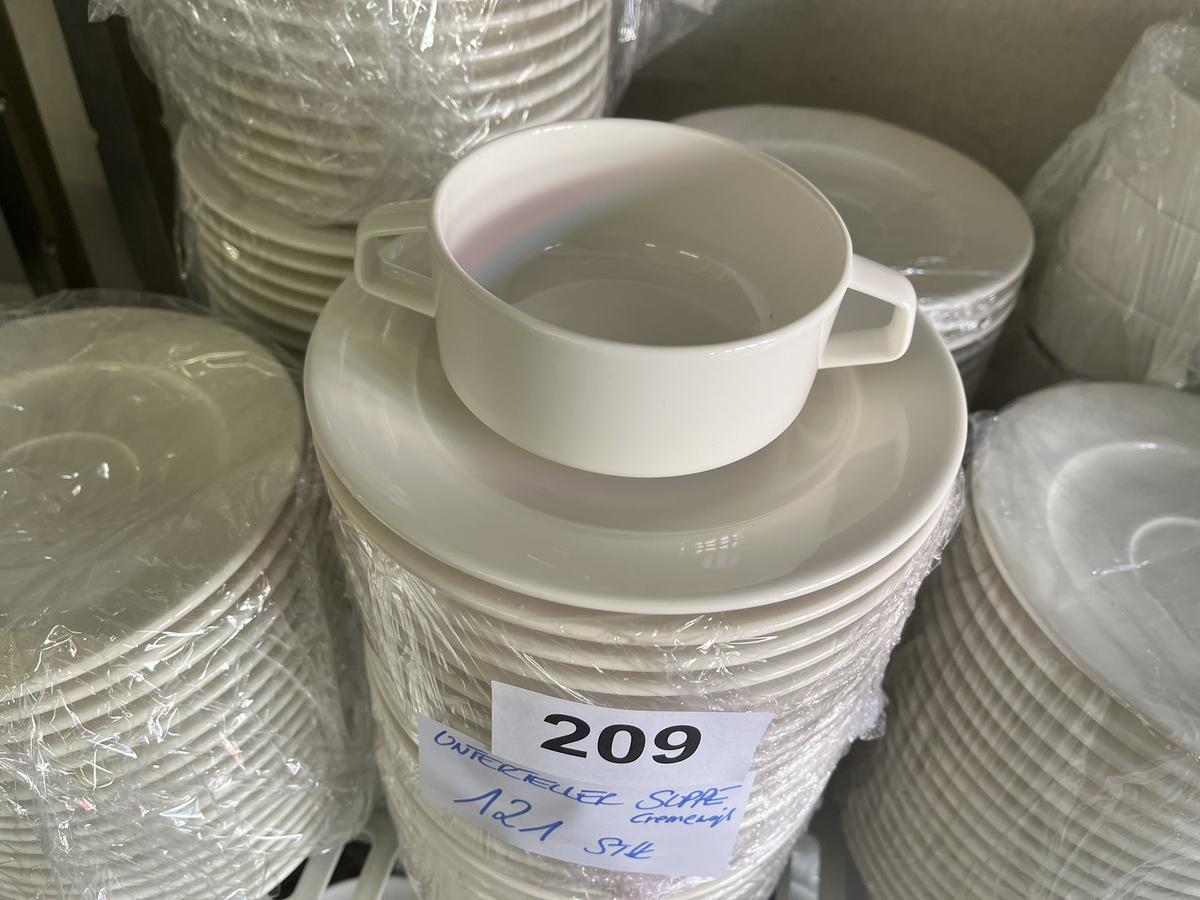 209
UNTERTELLER SUPPE
cremeweiß
121 Stk